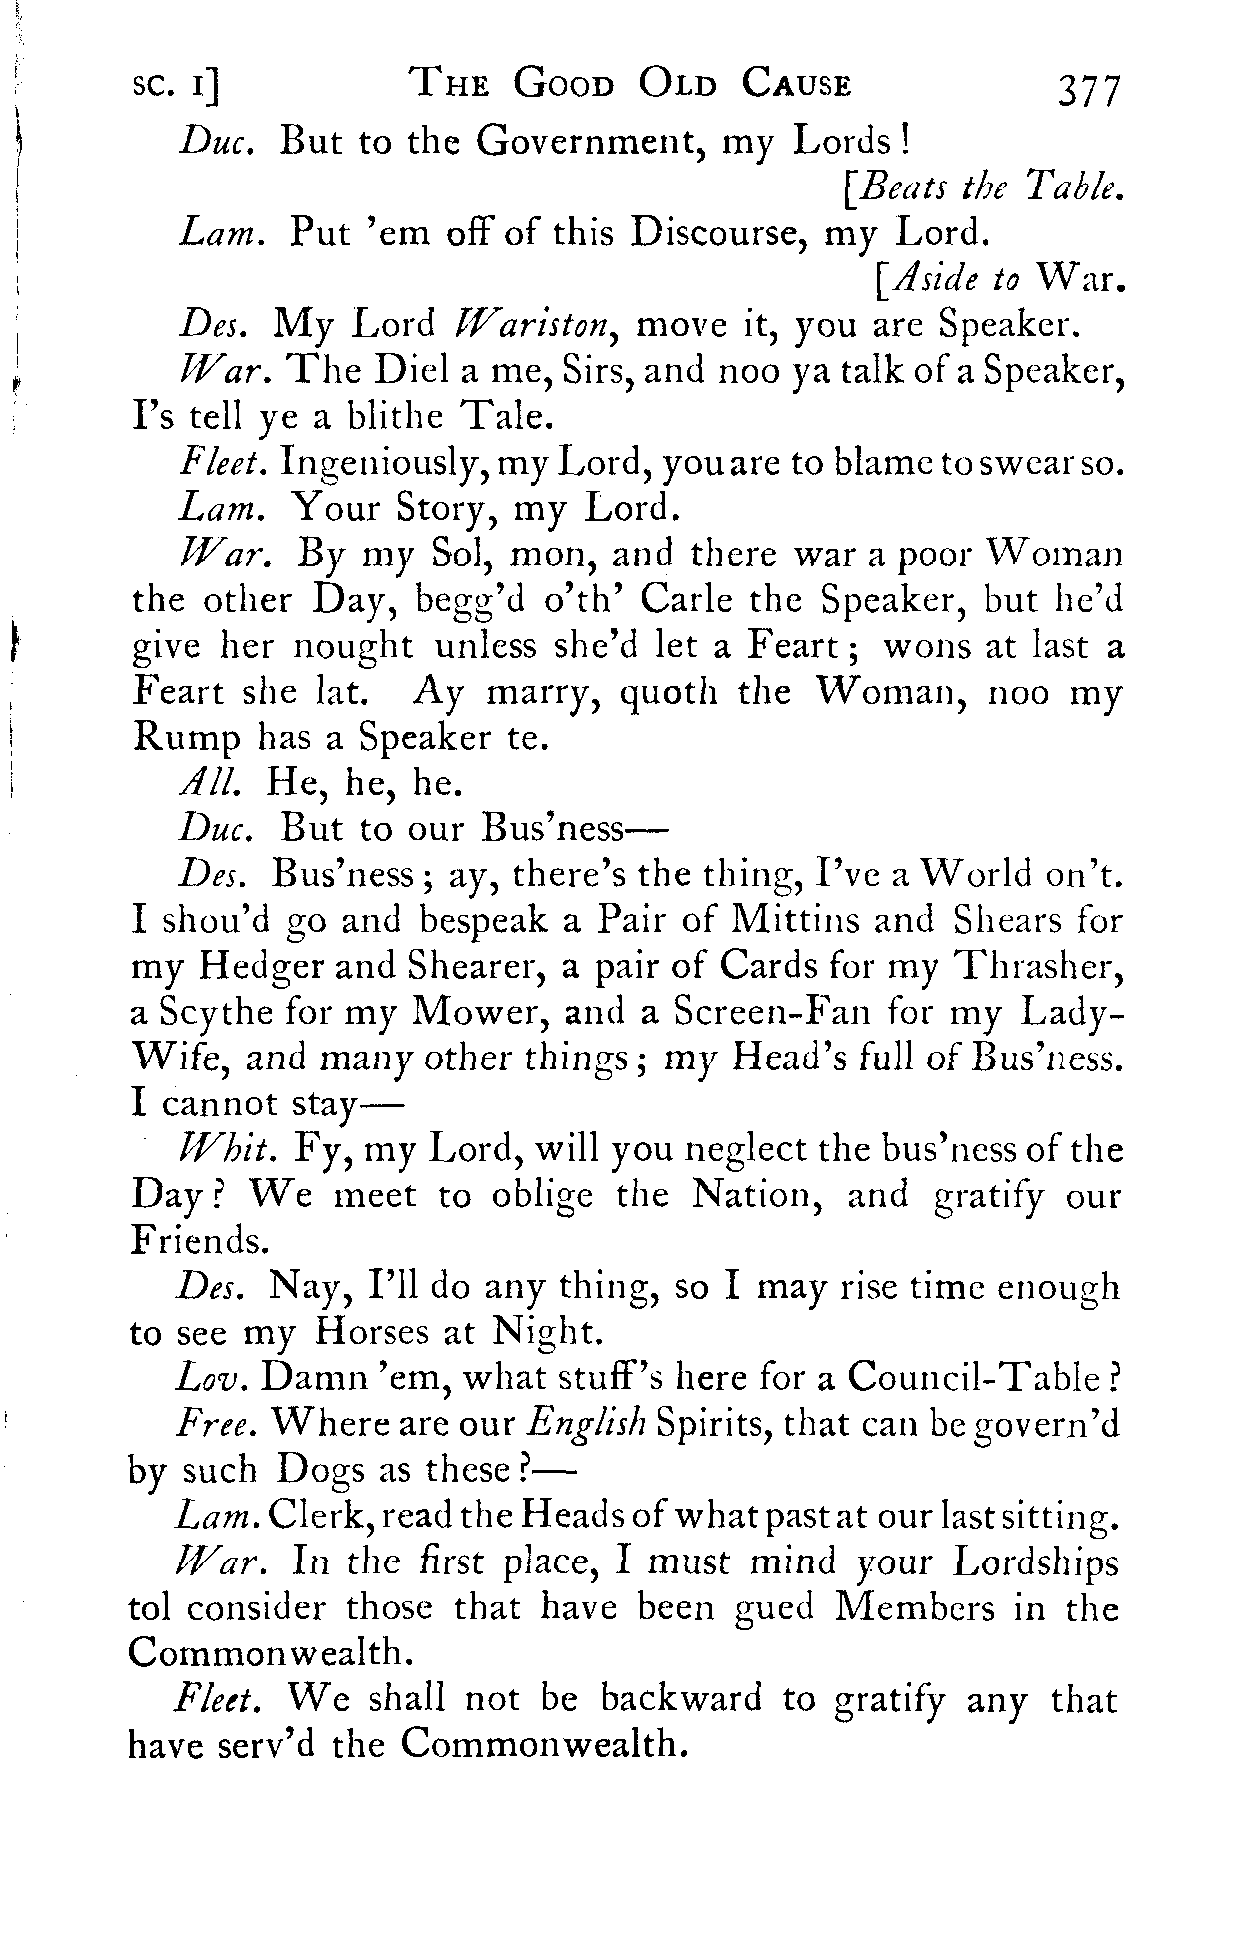 SC. I] THE GOOD OLD CAUSE 377
Duc. But to the Government, my Lords !
[Beats the Table.
Lam. Put 'em off of this Discourse, my Lord.
[Aside to War.
Des. My Lord Wariston, move it, you are Speaker.
War. The Diel a me, Sirs, and noo ya talk of a Speaker,
I's tell ye a blithe Tale.
Fleet. Ingeniously, my Lord, you are to blame to swear so.
Lam. Your Story, my Lord.
War. By my Sol, mon, and there war a poor Woman
the other Day, begg'd o'th' Carle the Speaker, but he'd
give her nought unless she'd let a Feart ; wons at last a
Feart she lat. Ay marry, quoth the Woman, noo my
Rump has a Speaker te.
All. He, he, he.
Duc. But to our Bus'ness—
Des. Bus'ness ; ay, there's the thing, I've a World on't.
I shou'd go and bespeak a Pair of Mittins and Shears for
my Hedger and Shearer, a pair of Cards for my Thrasher,
a Scythe for my Mower, and a Screen-Fan for my Lady-
Wife, and many other things ; my Head's full of Bus'ness.
I cannot stay—
Whit. Fy, my Lord, will you neglect the bus'ness of the
Day ? We meet to oblige the Nation, and gratify our
Friends.
Des. Nay, I'll do any thing, so I may rise time enough
to see my Horses at Night.
Lov. Damn 'em, what stuff's here for a Council-Table ?
Free. Where are our English Spirits, that can be govern'd
by such Dogs as these ?—
Lam. Clerk, read the Heads of what past at our last sitting.
War. In the first place, I must mind your Lordships
tol consider those that have been gued Members in the
Commonwealth.
Fleet. We shall not be backward to gratify any that
have serv'd the Commonwealth.